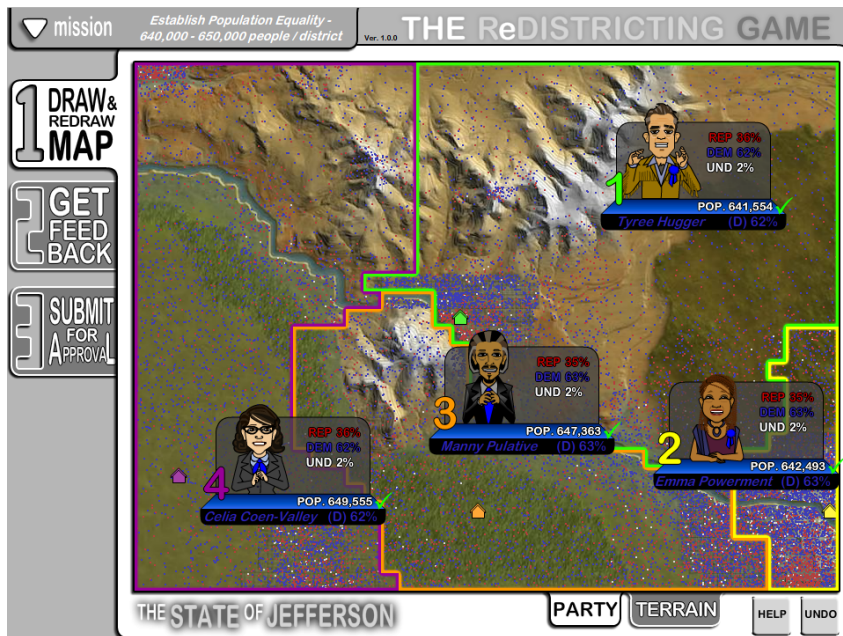 mission
Establish Population Equality -
640,000 - 650,000 people / district
Ver. 1.0.0
THE ReDISTRICTING GAME
1
DRAW&
REDRAW
MAP
2
GET
FEED
BACK
3
SUBMIT
FOR
APPROVAL
REP 36%
DEM 62%
UND 2%
1
POP. 641,554
Tyree Hugger (D) 62%
REP 35%
DEM 63%
UND 2%
3
POP. 647,363
Manny Pulative (D) 63%
REP 35%
DEM 63%
UND 2%
2
POP. 642,493
Emma Powerment (D) 63%
REP 36%
DEM 62%
UND 2%
4
POP. 649,555
Celia Coen-Valley (D) 62%
THE STATE OF JEFFERSON
PARTY
TERRAIN
HELP
UNDO